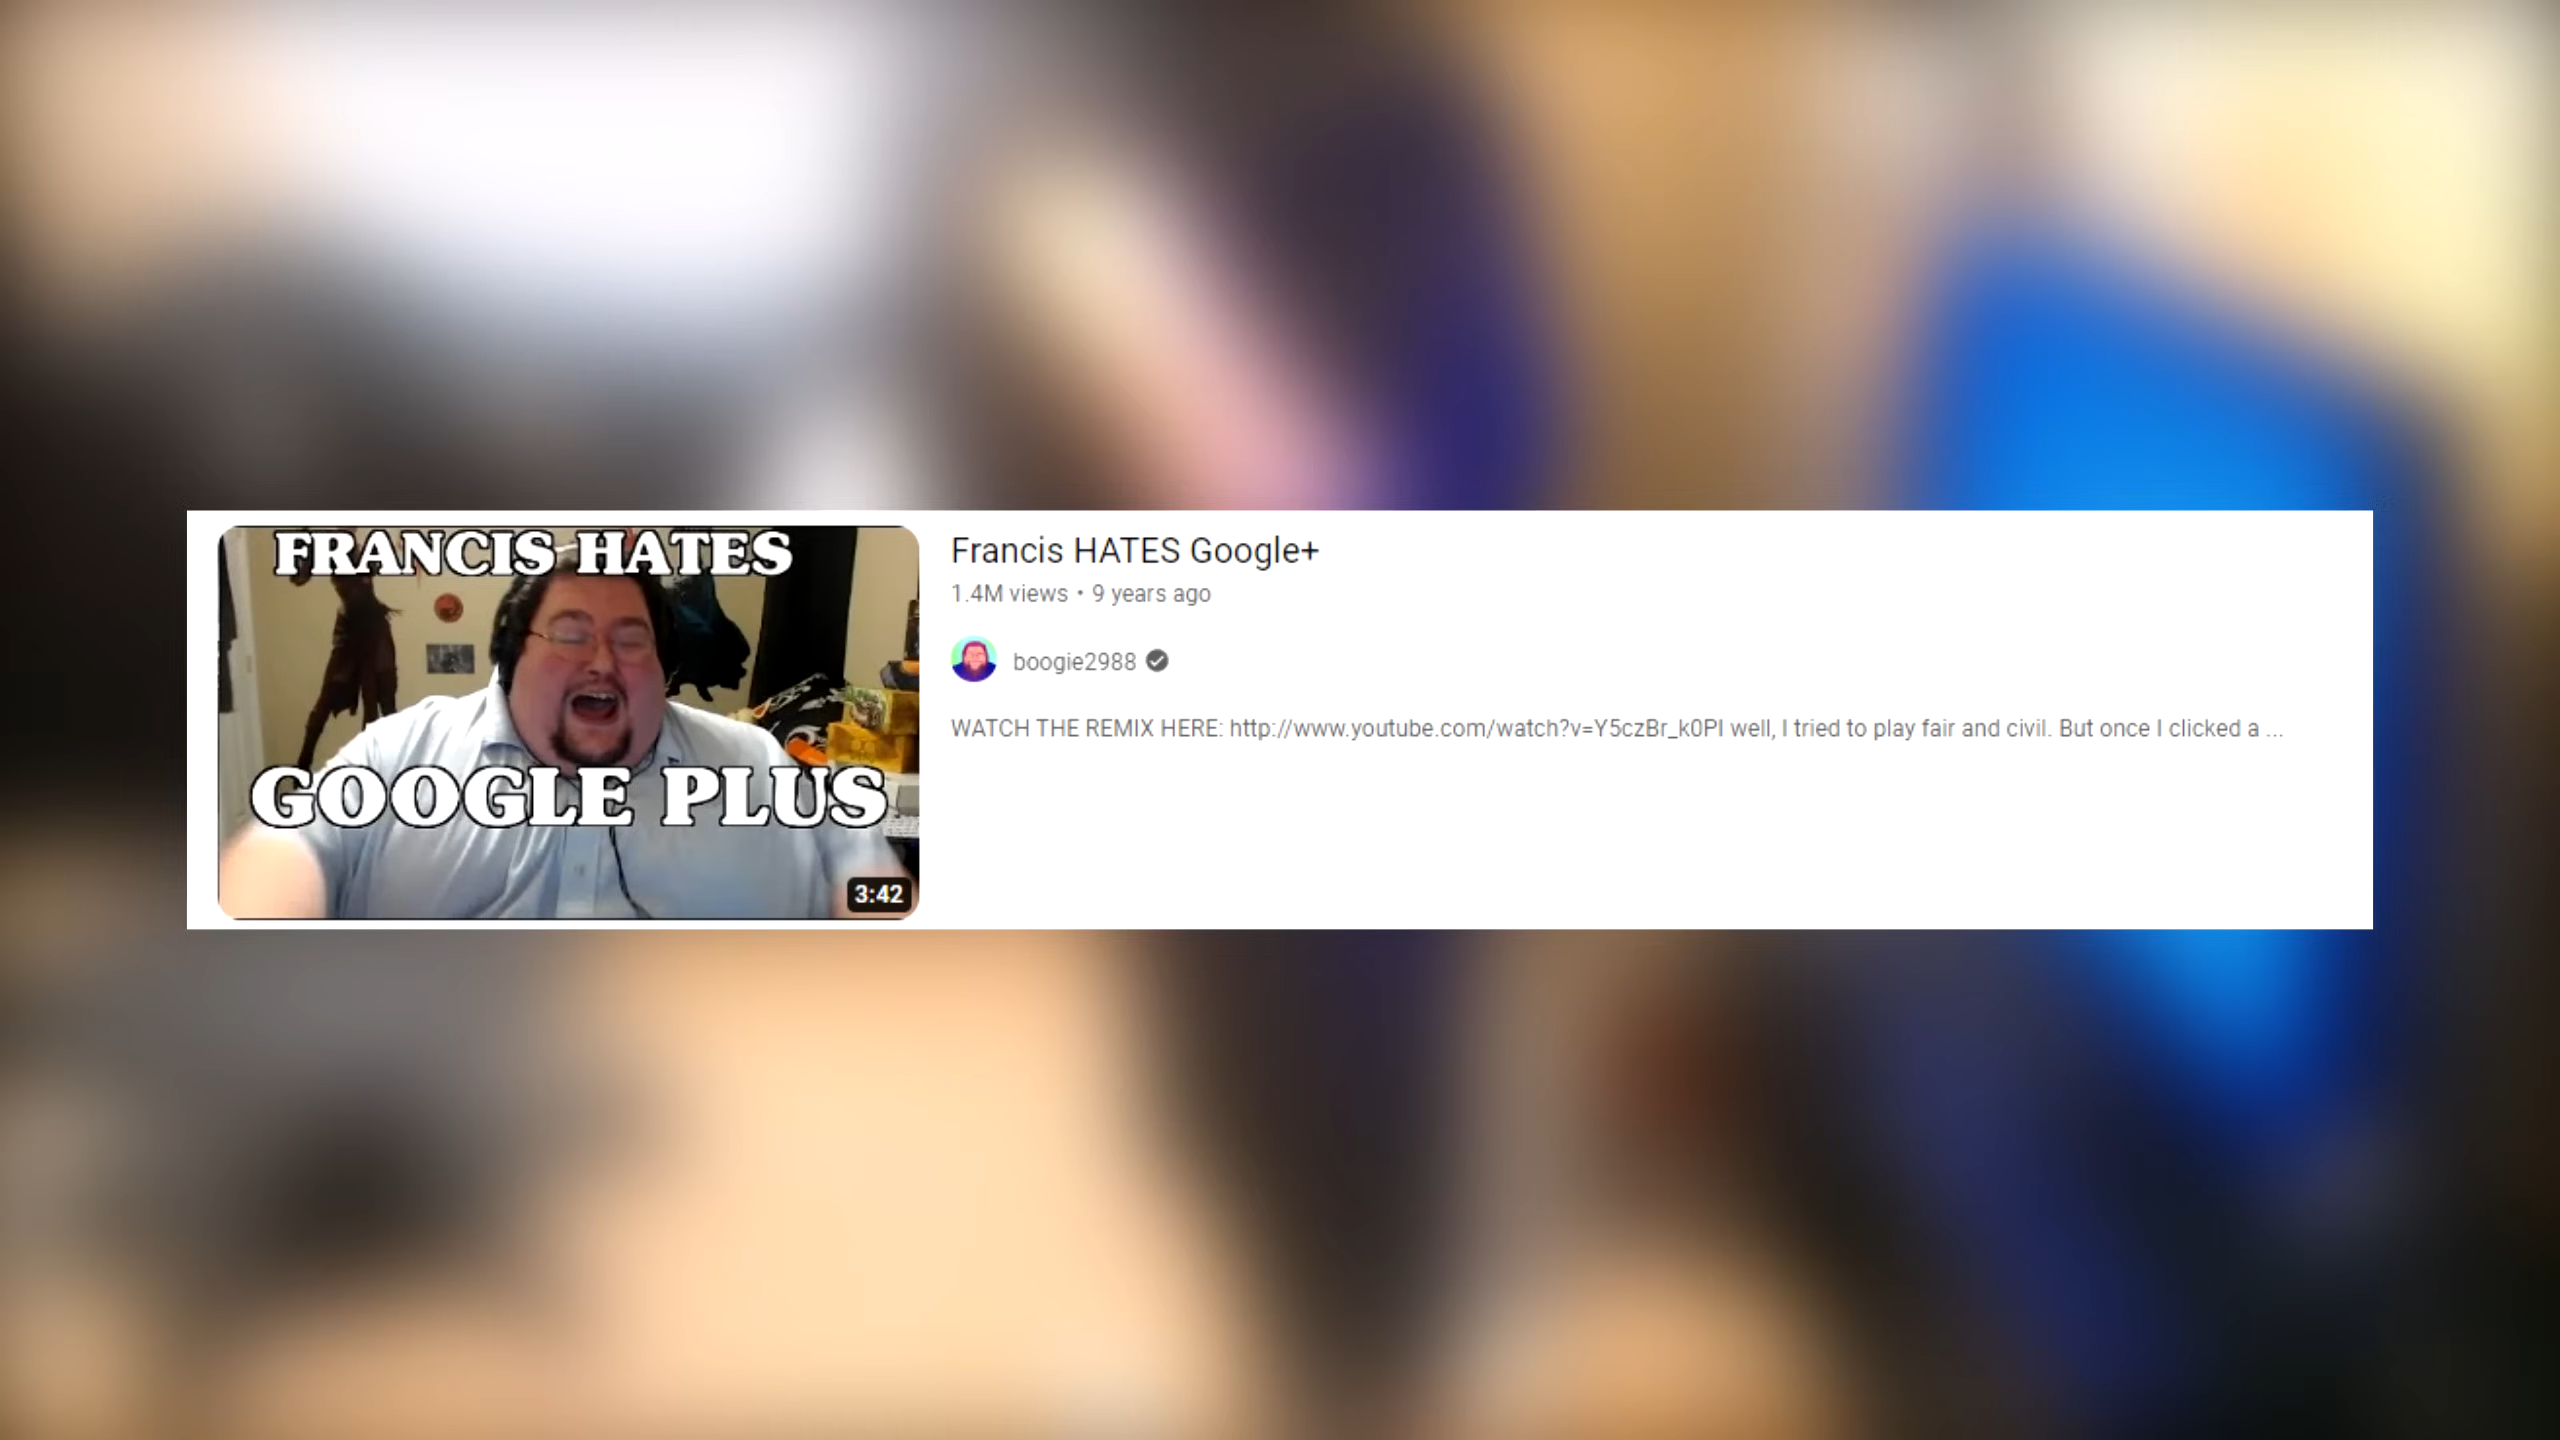 FRANCIS HATES
GOOGLE PLUS
3:42
Francis HATES Google+
1.4M views • 9 years ago
boogie2988
WATCH THE REMIX HERE: http://www.youtube.com/watch?v=Y5czBr_k0PI well, I tried to play fair and civil. But once I clicked a ...